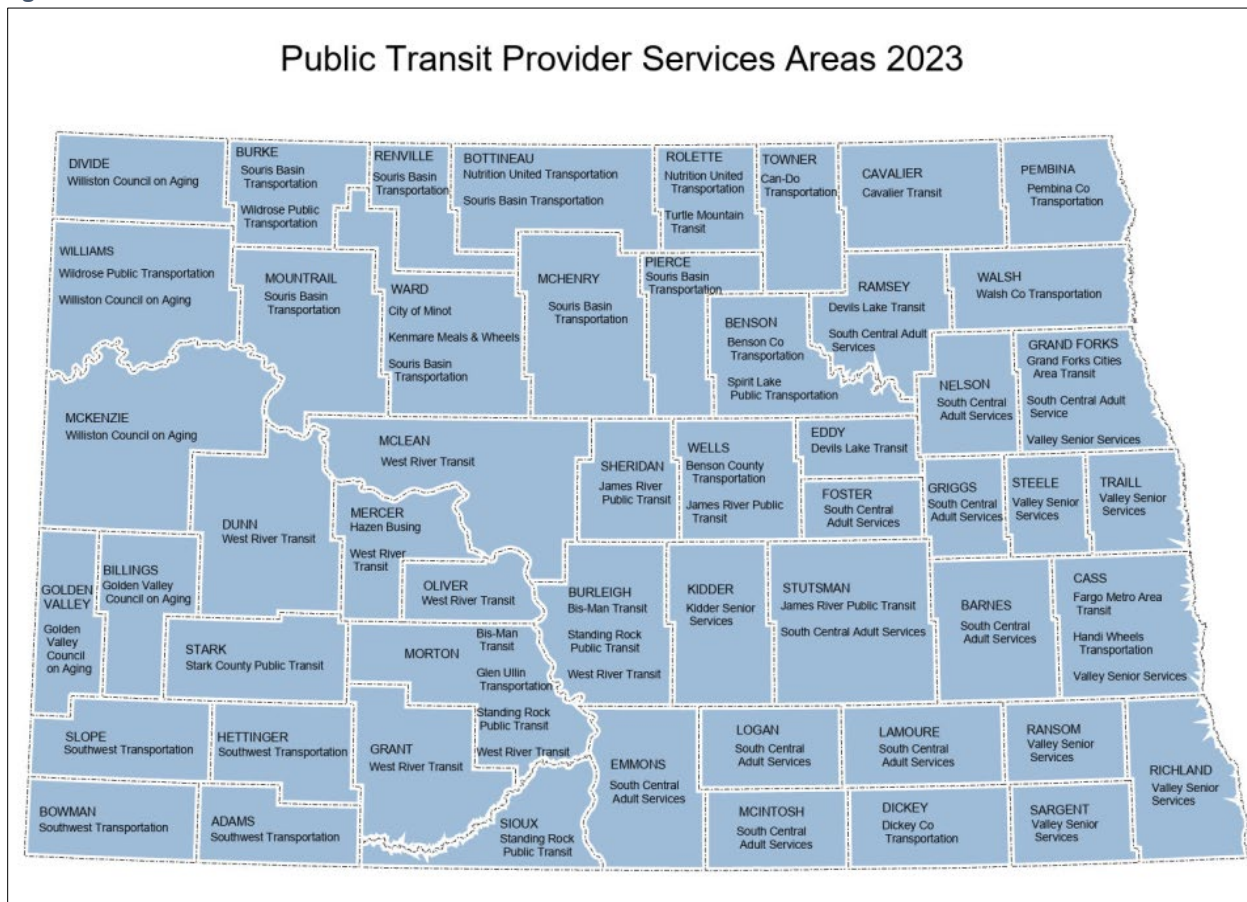 Public Transit Provider Services Areas 2023
DIVIDE
Williston Council on Aging
BURKE
Souris Basin
Transportation
Wildrose Public
Transportation
RENVILLE
Souris Basin
Transportation
BOTTINEAU
Nutrition United Transportation
Souris Basin Transportation
ROLETTE
Nutrition United
Transportation
Turtle Mountain
Transit
TOWNER
Can-Do
Transportation
CAVALIER
Cavalier Transit
PEMBINA
Pembina Co
Transportation
WILLIAMS
Wildrose Public Transportation
Williston Council on Aging
MOUNTRAIL
Souris Basin
Transportation
WARD
City of Minot
Kenmare Meals & Wheels
Souris Basin
Transportation
MCHENRY
Souris Basin
Transportation
PIERCE
Souris Basin
Transportation
BENSON
Benson Co
Transportation
Spirit Lake
Public Transportation
RAMSEY
Devils Lake Transit
South Central Adult
Services
WALSH
Walsh Co Transportation
NELSON
South Central
Adult Services
GRAND FORKS
Grand Forks Cities
Area Transit
South Central Adult
Service
Valley Senior Services
MCKENZIE
Williston Council on Aging
DUNN
West River Transit
MCLEAN
West River Transit
MERCER
Hazen Busing
West River
Transit
OLIVER
West River Transit
SHERIDAN
James River
Public Transit
WELLS
Benson County
Transportation
James River Public
Transit
EDDY
Devils Lake Transit
FOSTER
South Central
Adult Services
GRIGGS
South Central
Adult Services
STEELE
Valley Senior
Services
TRAILL
Valley Senior
Services
GOLDEN
VALLEY
Golden
Valley
Council
on Aging
BILLINGS
Golden Valley
Council on Aging
STARK
Stark County Public Transit
MORTON
Bis-Man
Transit
Glen Ullin
Transportation
Standing Rock
Public Transit
West River Transit
BURLEIGH
Bis-Man Transit
Standing Rock
Public Transit
West River Transit
KIDDER
Kidder Senior
Services
STUTSMAN
James River Public Transit
South Central Adult Services
BARNES
South Central
Adult Services
CASS
Fargo Metro Area
Transit
Handi Wheels
Transportation
Valley Senior Services
SLOPE
Southwest Transportation
HETTINGER
Southwest Transportation
GRANT
West River Transit
BOWMAN
Southwest Transportation
ADAMS
Southwest Transportation
SIOUX
Standing Rock
Public Transit
EMMONS
South Central
Adult Services
LOGAN
South Central
Adult Services
LAMOURE
South Central
Adult Services
RANSOM
Valley Senior
Services
RICHLAND
Valley Senior
Services
MCINTOSH
South Central
Adult Services
DICKEY
Dickey Co
Transportation
SARGENT
Valley Senior
Services